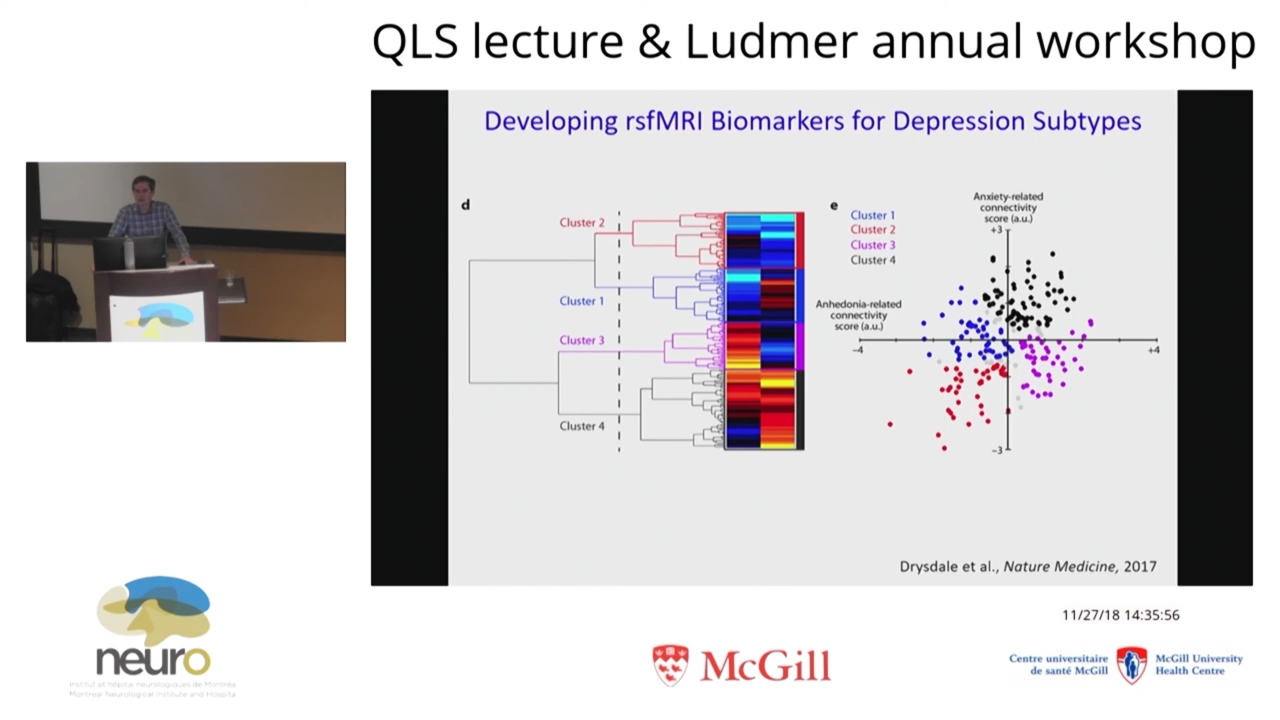 QLS lecture & Ludmer annual workshop
Developing rsfMRI Biomarkers for Depression Subtypes
d
Cluster 2
Cluster 1
Cluster 3
Cluster 4
e
Cluster 1
Cluster 2
Cluster 3
Cluster 4
Anxiety-related
connectivity
score (a.u.)
+3
Anhedonia-related
connectivity
score (a.u.)
−4
+4
−3
Drysdale et al., Nature Medicine, 2017
11/27/18 14:35:56
neuro
Institut et hôpital neurologiques de Montréal
Montreal Neurological Institute and Hospital
McGill
Centre universitaire
de santé McGill
McGill University
Health Centre